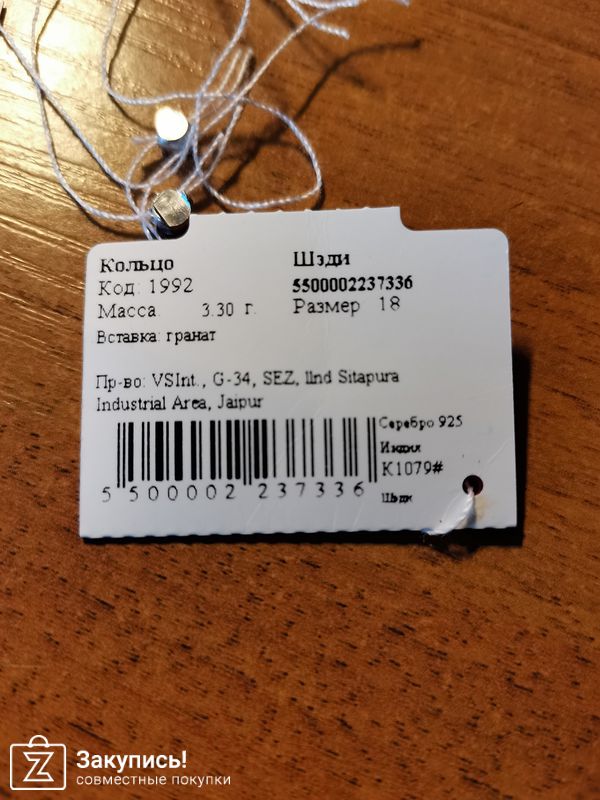 Кольцо Шэди
Код: 1992 5500002237336
Масса 3.30 г. Размер 18
Вставка: гранат
Пр-во: VSInt., G-34, SEZ, IInd Sitapura
Industrial Area, Jaipur
Серебро 925
Индия
K1079#
Шэди
5 500002 237336
Закупись!
совместные покупки